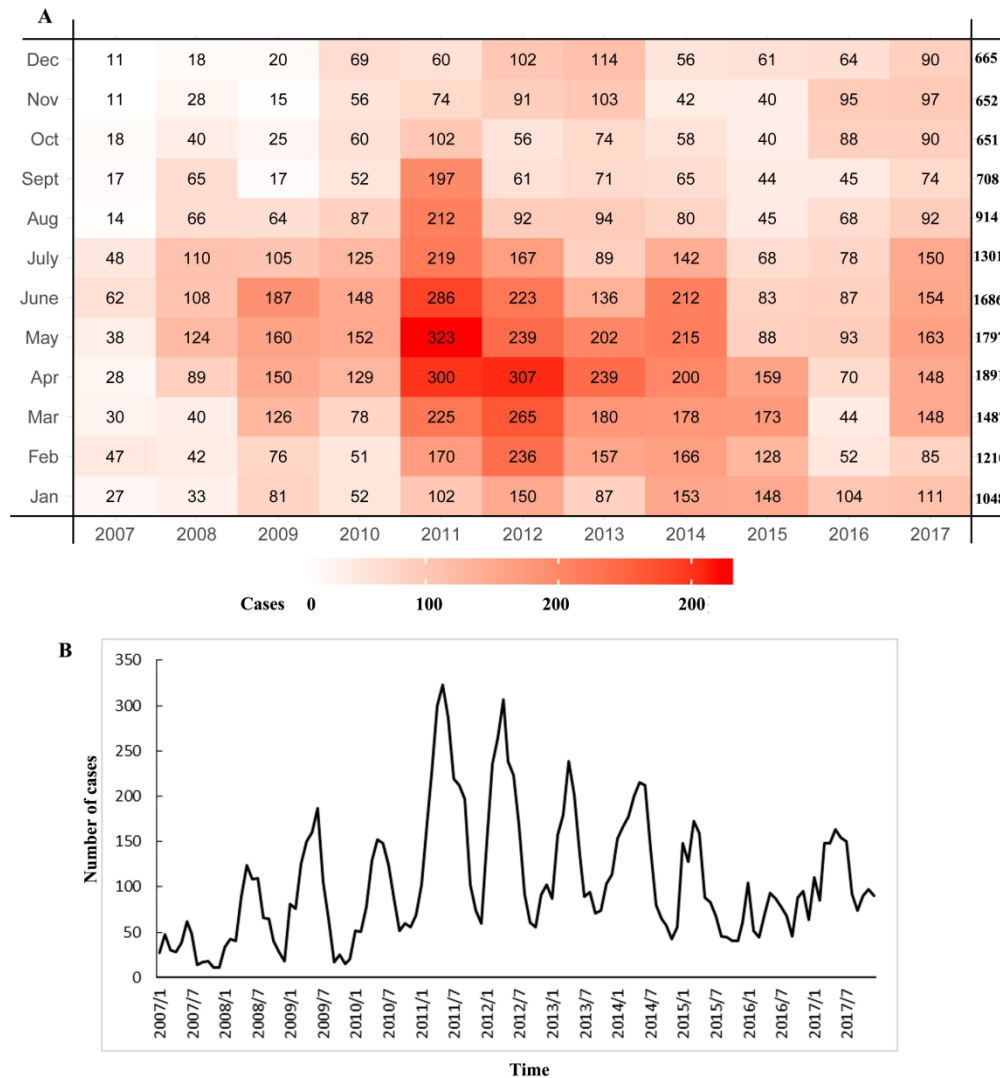 A
Dec 11 18 20 69 60 102 114 56 61 64 90 665
Nov 11 28 15 56 74 91 103 42 40 95 97 652
Oct 18 40 25 60 102 56 74 58 40 88 90 651
Sept 17 65 17 52 197 61 71 65 44 45 74 708
Aug 14 66 64 87 212 92 94 80 45 68 92 914
July 48 110 105 125 219 167 89 142 68 78 150 1301
June 62 108 187 148 286 223 136 212 83 87 154 1686
May 38 124 160 152 323 239 202 215 88 93 163 1797
Apr 28 89 150 129 300 307 239 200 159 70 148 1891
Mar 30 40 126 78 225 265 180 178 173 44 148 1487
Feb 47 42 76 51 170 236 157 166 128 52 85 1210
Jan 27 33 81 52 102 150 87 153 148 104 111 1048
2007 2008 2009 2010 2011 2012 2013 2014 2015 2016 2017
Cases 0 100 200 200
B
Number of cases
350
300
250
200
150
100
50
0
2007/1 2007/7 2008/1 2008/7 2009/1 2009/7 2010/1 2010/7 2011/1 2011/7 2012/1 2012/7 2013/1 2013/7 2014/1 2014/7 2015/1 2015/7 2016/1 2016/7 2017/1 2017/7
Time